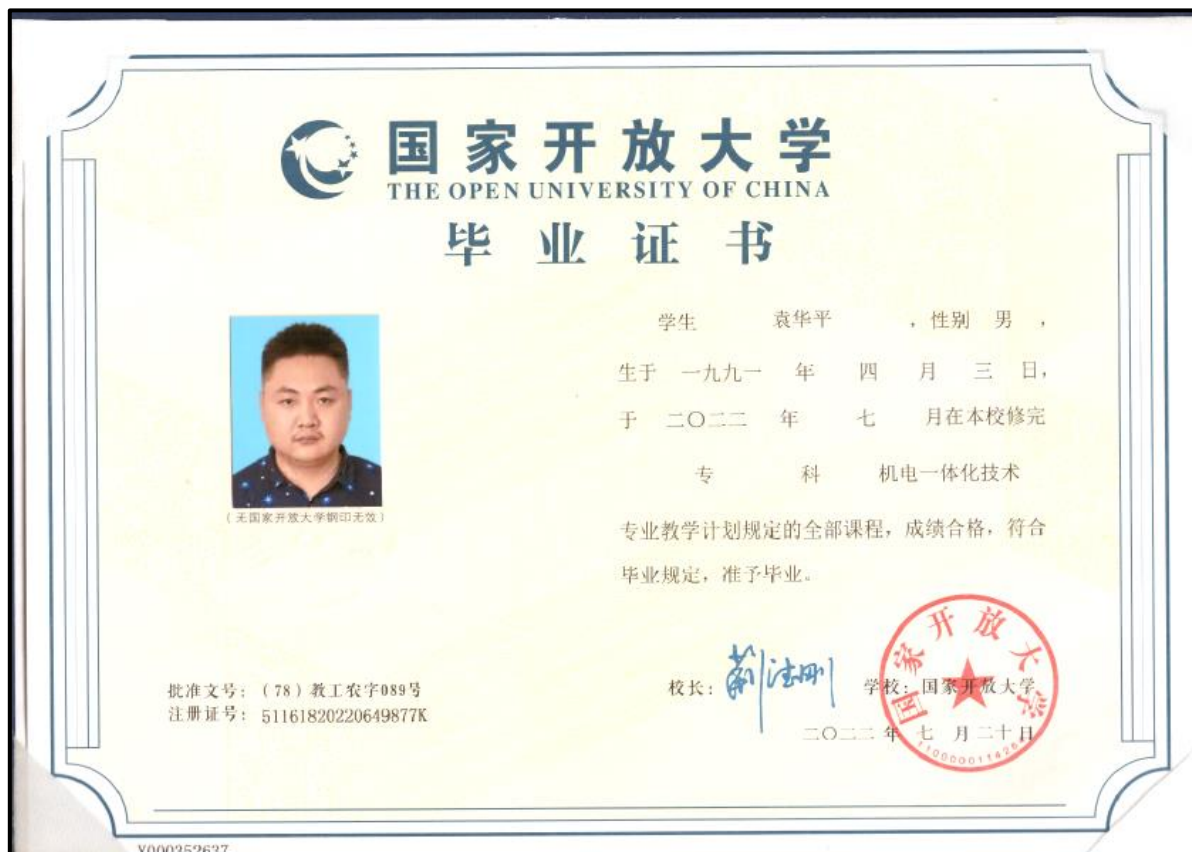 国家开放大学
THE OPEN UNIVERSITY OF CHINA
毕业证书
学生 袁华平 ，性别 男 ，
生于 一九九一 年 四 月 三 日，
于 二〇二二 年 七 月在本校修完
专 科 机电一体化技术
专业教学计划规定的全部课程，成绩合格，符合
毕业规定，准予毕业。
（无国家开放大学钢印无效）
批准文号：（78）教工农字089号
注册证号：51161820220649877K
校长：
学校：国家开放大学
二〇二二 年 七 月 二十 日
国家开放大学